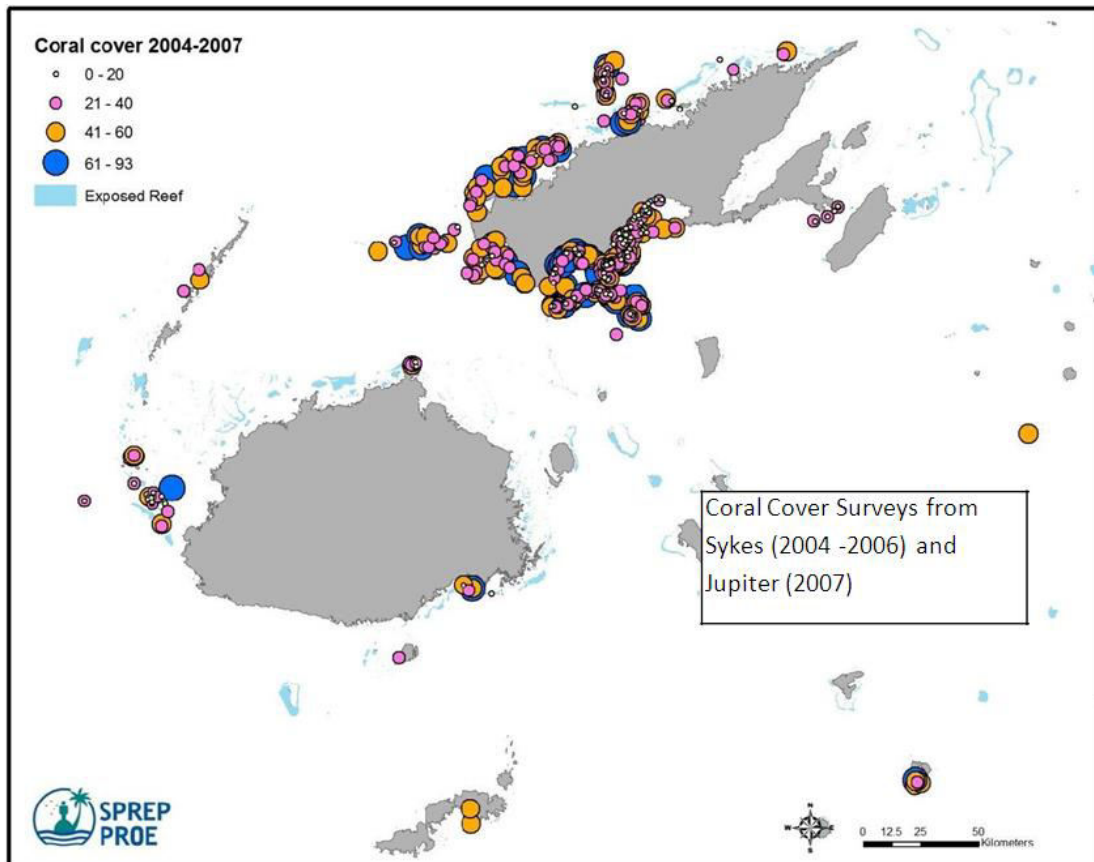 Coral cover 2004-2007
0 - 20
21 - 40
41 - 60
61 - 93
Exposed Reef
Coral Cover Surveys from
Sykes (2004 -2006) and
Jupiter (2007)
SPREP
PROE
N
W E
S
0 12.5 25 50
Kilometers